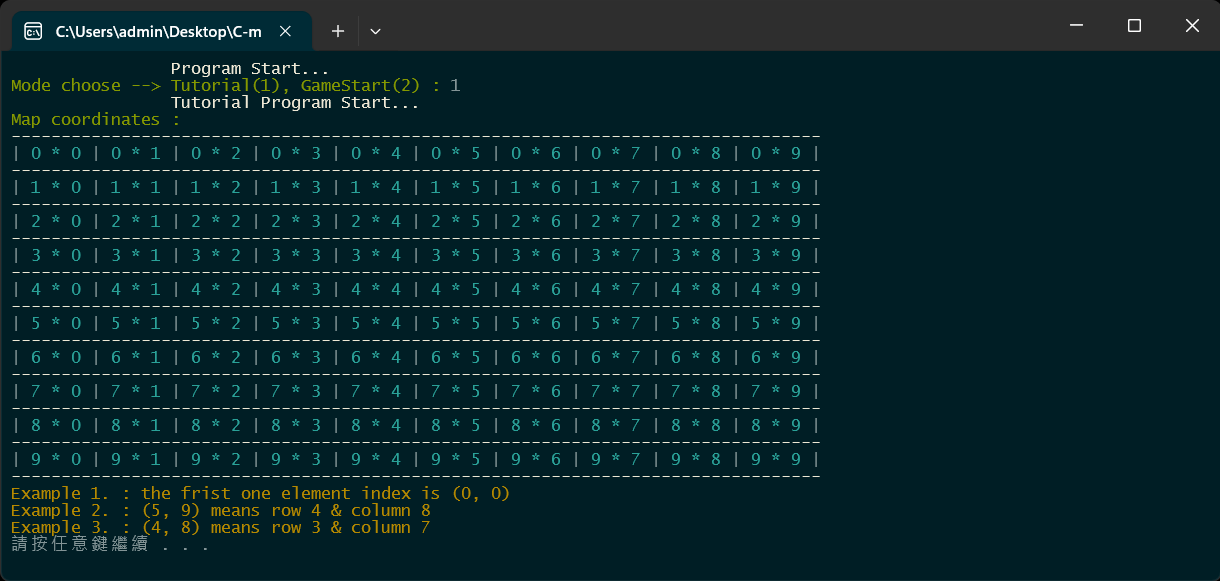 C:\Users\admin\Desktop\C-m
Program Start...
Mode choose --> Tutorial(1), GameStart(2) : 1
Tutorial Program Start...
Map coordinates :
---------------------------------------------------------------------------------
| 0 * 0 | 0 * 1 | 0 * 2 | 0 * 3 | 0 * 4 | 0 * 5 | 0 * 6 | 0 * 7 | 0 * 8 | 0 * 9 |
---------------------------------------------------------------------------------
| 1 * 0 | 1 * 1 | 1 * 2 | 1 * 3 | 1 * 4 | 1 * 5 | 1 * 6 | 1 * 7 | 1 * 8 | 1 * 9 |
---------------------------------------------------------------------------------
| 2 * 0 | 2 * 1 | 2 * 2 | 2 * 3 | 2 * 4 | 2 * 5 | 2 * 6 | 2 * 7 | 2 * 8 | 2 * 9 |
---------------------------------------------------------------------------------
| 3 * 0 | 3 * 1 | 3 * 2 | 3 * 3 | 3 * 4 | 3 * 5 | 3 * 6 | 3 * 7 | 3 * 8 | 3 * 9 |
---------------------------------------------------------------------------------
| 4 * 0 | 4 * 1 | 4 * 2 | 4 * 3 | 4 * 4 | 4 * 5 | 4 * 6 | 4 * 7 | 4 * 8 | 4 * 9 |
---------------------------------------------------------------------------------
| 5 * 0 | 5 * 1 | 5 * 2 | 5 * 3 | 5 * 4 | 5 * 5 | 5 * 6 | 5 * 7 | 5 * 8 | 5 * 9 |
---------------------------------------------------------------------------------
| 6 * 0 | 6 * 1 | 6 * 2 | 6 * 3 | 6 * 4 | 6 * 5 | 6 * 6 | 6 * 7 | 6 * 8 | 6 * 9 |
---------------------------------------------------------------------------------
| 7 * 0 | 7 * 1 | 7 * 2 | 7 * 3 | 7 * 4 | 7 * 5 | 7 * 6 | 7 * 7 | 7 * 8 | 7 * 9 |
---------------------------------------------------------------------------------
| 8 * 0 | 8 * 1 | 8 * 2 | 8 * 3 | 8 * 4 | 8 * 5 | 8 * 6 | 8 * 7 | 8 * 8 | 8 * 9 |
---------------------------------------------------------------------------------
| 9 * 0 | 9 * 1 | 9 * 2 | 9 * 3 | 9 * 4 | 9 * 5 | 9 * 6 | 9 * 7 | 9 * 8 | 9 * 9 |
---------------------------------------------------------------------------------
Example 1. : the frist one element index is (0, 0)
Example 2. : (5, 9) means row 4 & column 8
Example 3. : (4, 8) means row 3 & column 7
請按任意鍵繼續 . . .